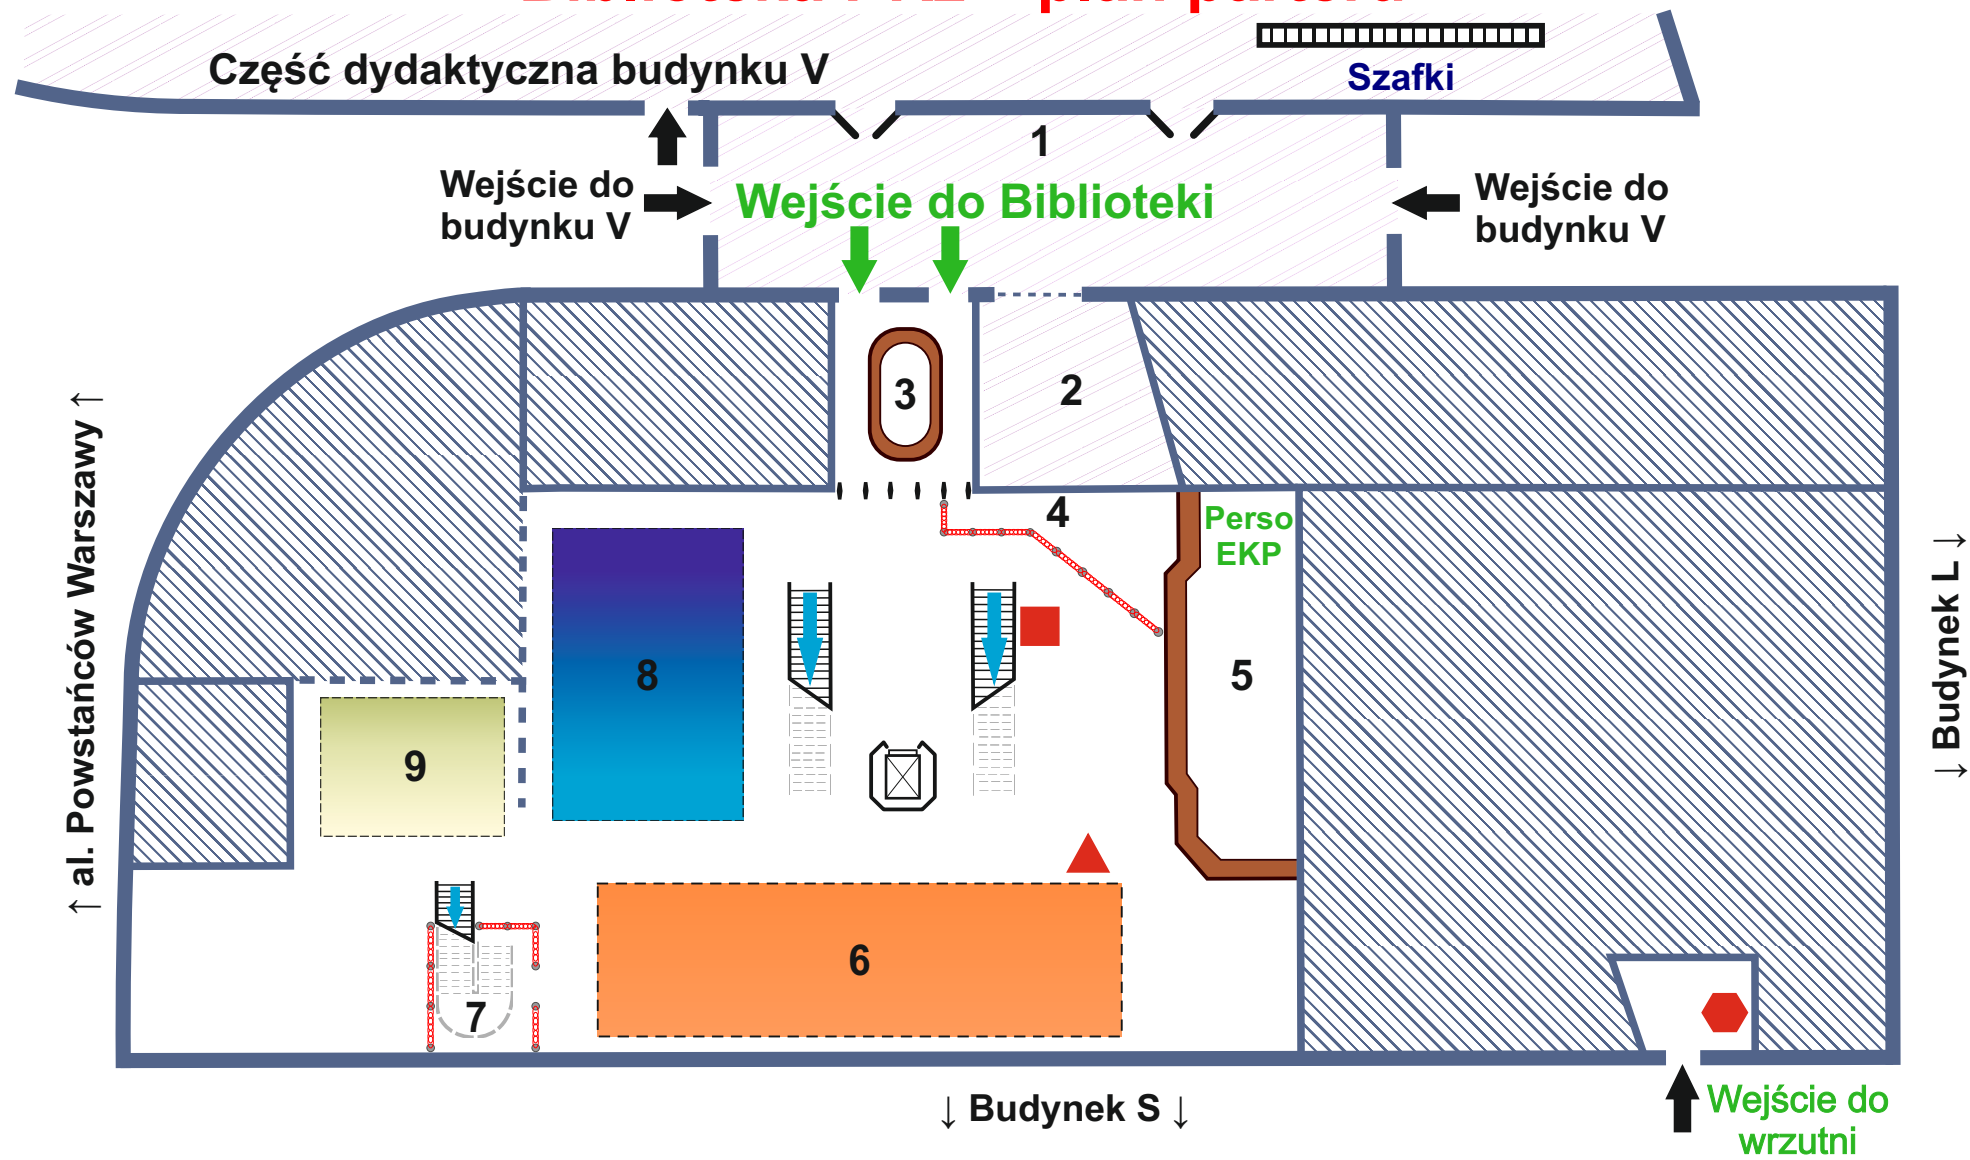 Część dydaktyczna budynku V
Szafki
1
Wejście do
budynku V
Wejście do Biblioteki
Wejście do
budynku V
3
2
4
Perso
EKP
↑ al. Powstańców Warszawy ↑
↓ Budynek L ↓
8
5
9
6
7
↓ Budynek S ↓
Wejście do
wrzutni